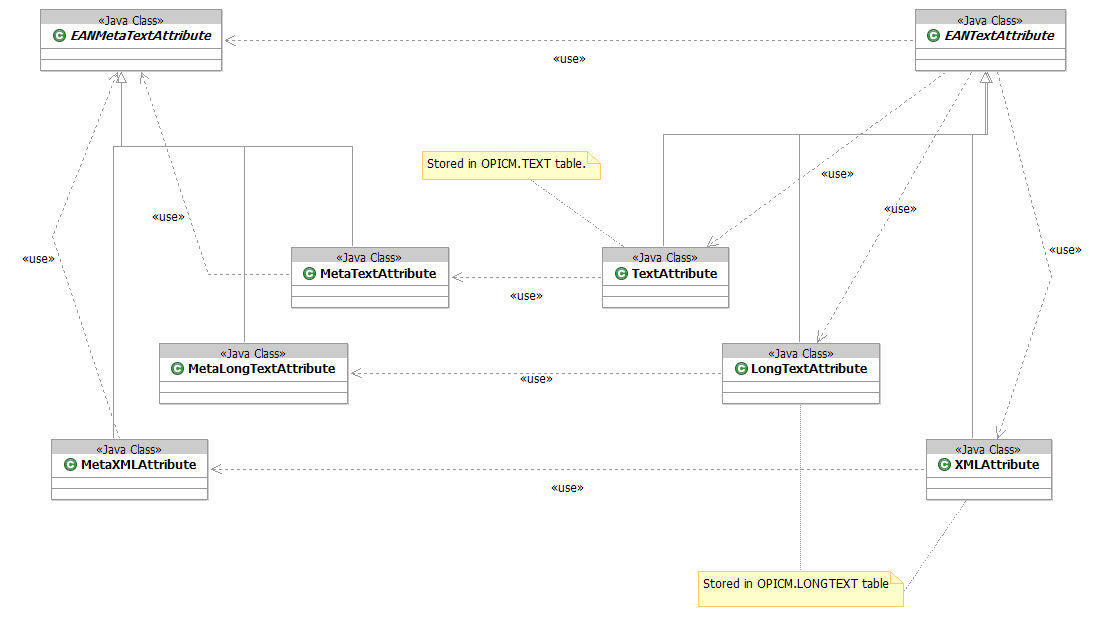 «Java Class»
EANMetaTextAttribute
«Java Class»
EANTextAttribute
«use»
Stored in OPICM.TEXT table.
«use»
«use»
«use»
«use»
«use»
«Java Class»
MetaTextAttribute
«Java Class»
TextAttribute
«use»
«Java Class»
MetaLongTextAttribute
«Java Class»
LongTextAttribute
«use»
«Java Class»
MetaXMLAttribute
«Java Class»
XMLAttribute
«use»
Stored in OPICM.LONGTEXT table